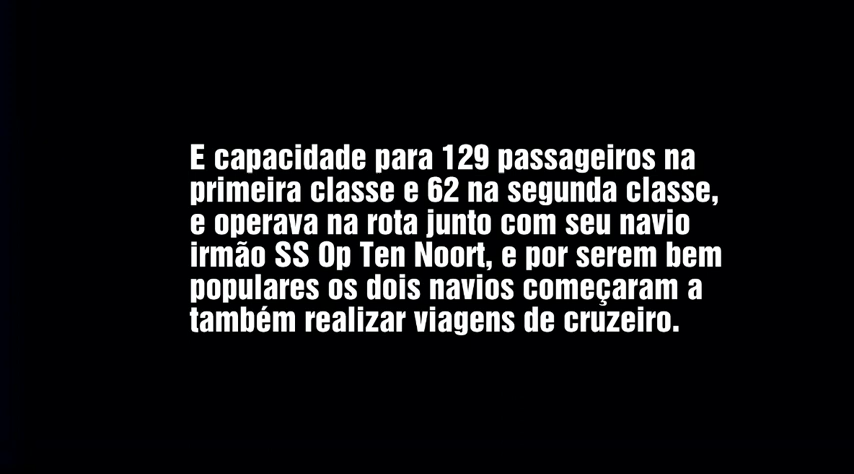 E capacidade para 129 passageiros na
primeira classe e 62 na segunda classe,
e operava na rota junto com seu navio
irmão SS Op Ten Noort, e por serem bem
populares os dois navios começaram a
também realizar viagens de cruzeiro.